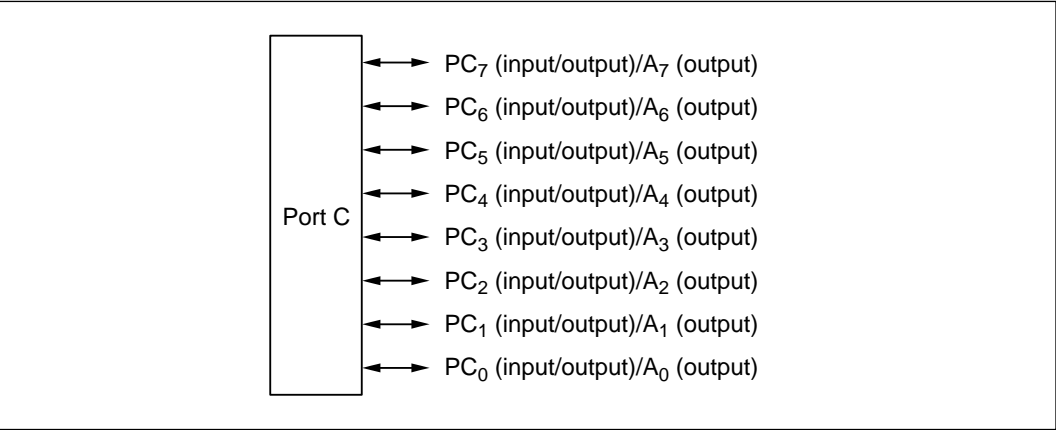 PC₇ (input/output)/A₇ (output)
PC₆ (input/output)/A₆ (output)
PC₅ (input/output)/A₅ (output)
PC₄ (input/output)/A₄ (output)
Port C
PC₃ (input/output)/A₃ (output)
PC₂ (input/output)/A₂ (output)
PC₁ (input/output)/A₁ (output)
PC₀ (input/output)/A₀ (output)